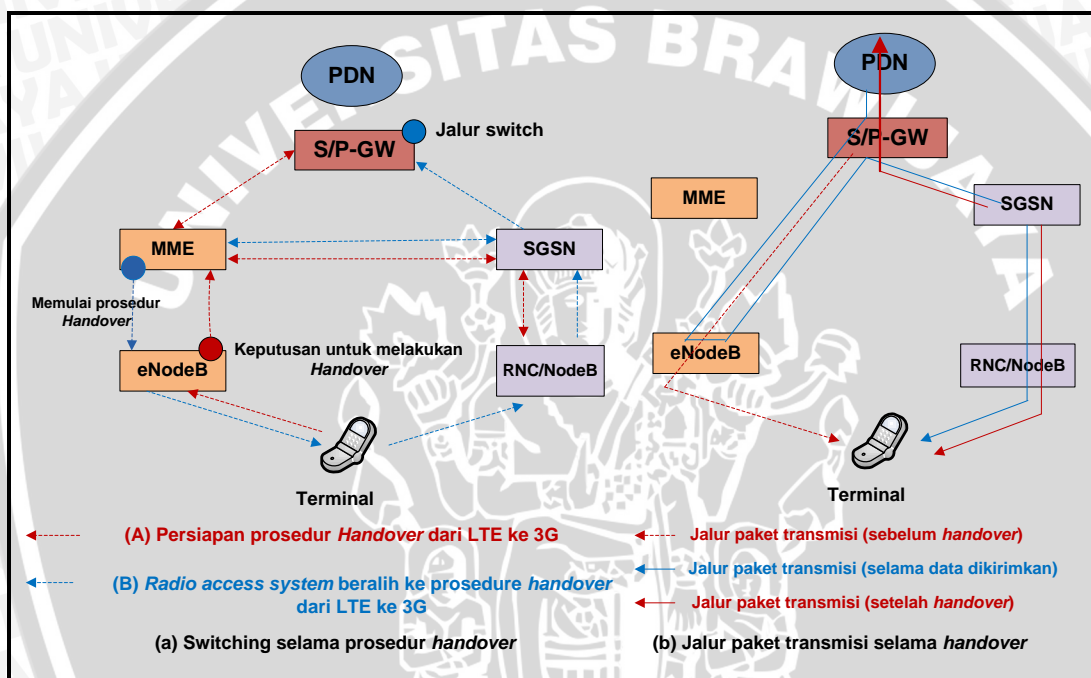 UNIVERSITAS BRAWIJAYA
PDN
S/P-GW
Jalur switch
MME
SGSN
Memulai prosedur
Handover
eNodeB
Keputusan untuk melakukan
Handover
RNC/NodeB
Terminal
(A) Persiapan prosedur Handover dari LTE ke 3G
(B) Radio access system beralih ke prosedure handover
dari LTE ke 3G
(a) Switching selama prosedur handover
PDN
S/P-GW
MME
SGSN
eNodeB
RNC/NodeB
Terminal
Jalur paket transmisi (sebelum handover)
Jalur paket transmisi (selama data dikirimkan)
Jalur paket transmisi (setelah handover)
(b) Jalur paket transmisi selama handover